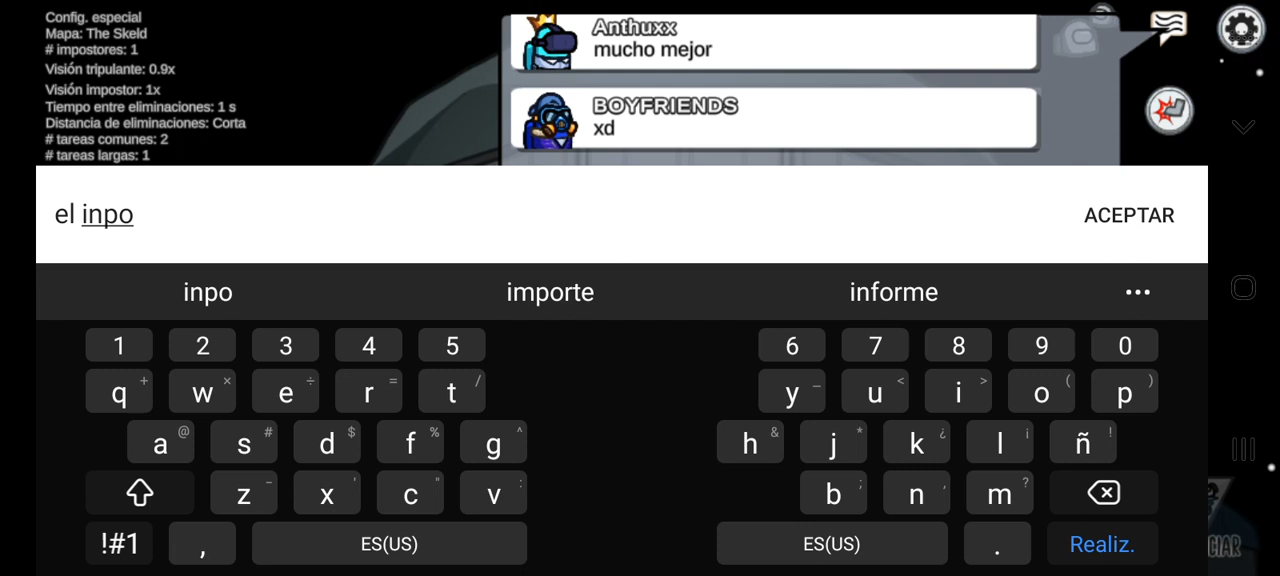 Config. especial
Mapa: The Skeld
# impostores: 1
Visión tripulante: 0.9x
Visión impostor: 1x
Tiempo entre eliminaciones: 1 s
Distancia de eliminaciones: Corta
# tareas comunes: 2
# tareas largas: 1
Anthuxx
mucho mejor
BOYFRIENDS
xd
el inpo
ACEPTAR
inpo importe informe •••
1 2 3 4 5 6 7 8 9 0
q + w × e ÷ r = t / y _ u < i > o ( p )
a @ s # d $ f % g ^ h & j * k ¿ l ¡ ñ !
z - x ' c " v : b ; n , m ?
!#1 , ES(US) ES(US) . Realiz.